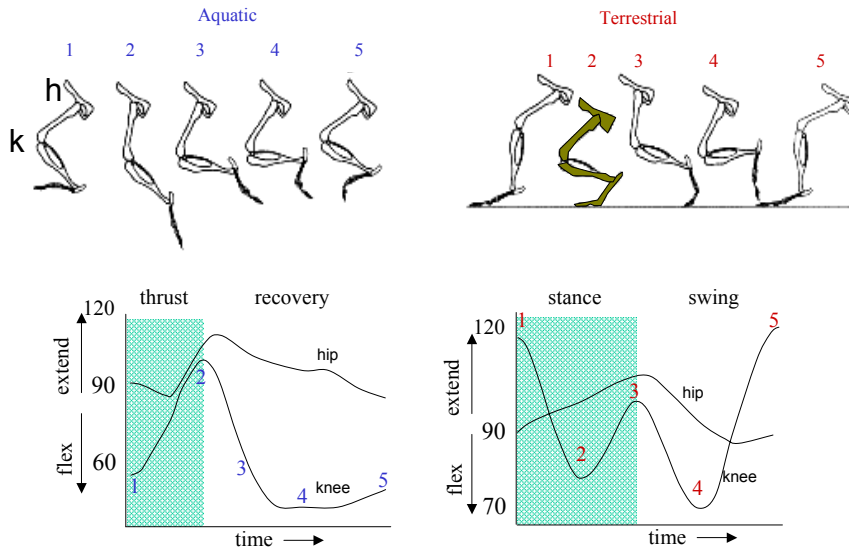 Aquatic
1 2 3 4 5
h
k
Terrestrial
1 2 3 4 5
thrust recovery
120
90
60
extend
flex
hip
knee
1 2 3 4 5
time
stance swing
120
90
70
extend
flex
hip
knee
1 2 3 4 5
time